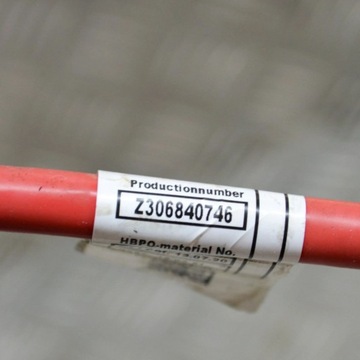 Productionnumber
Z306840746
HBPO-material No.